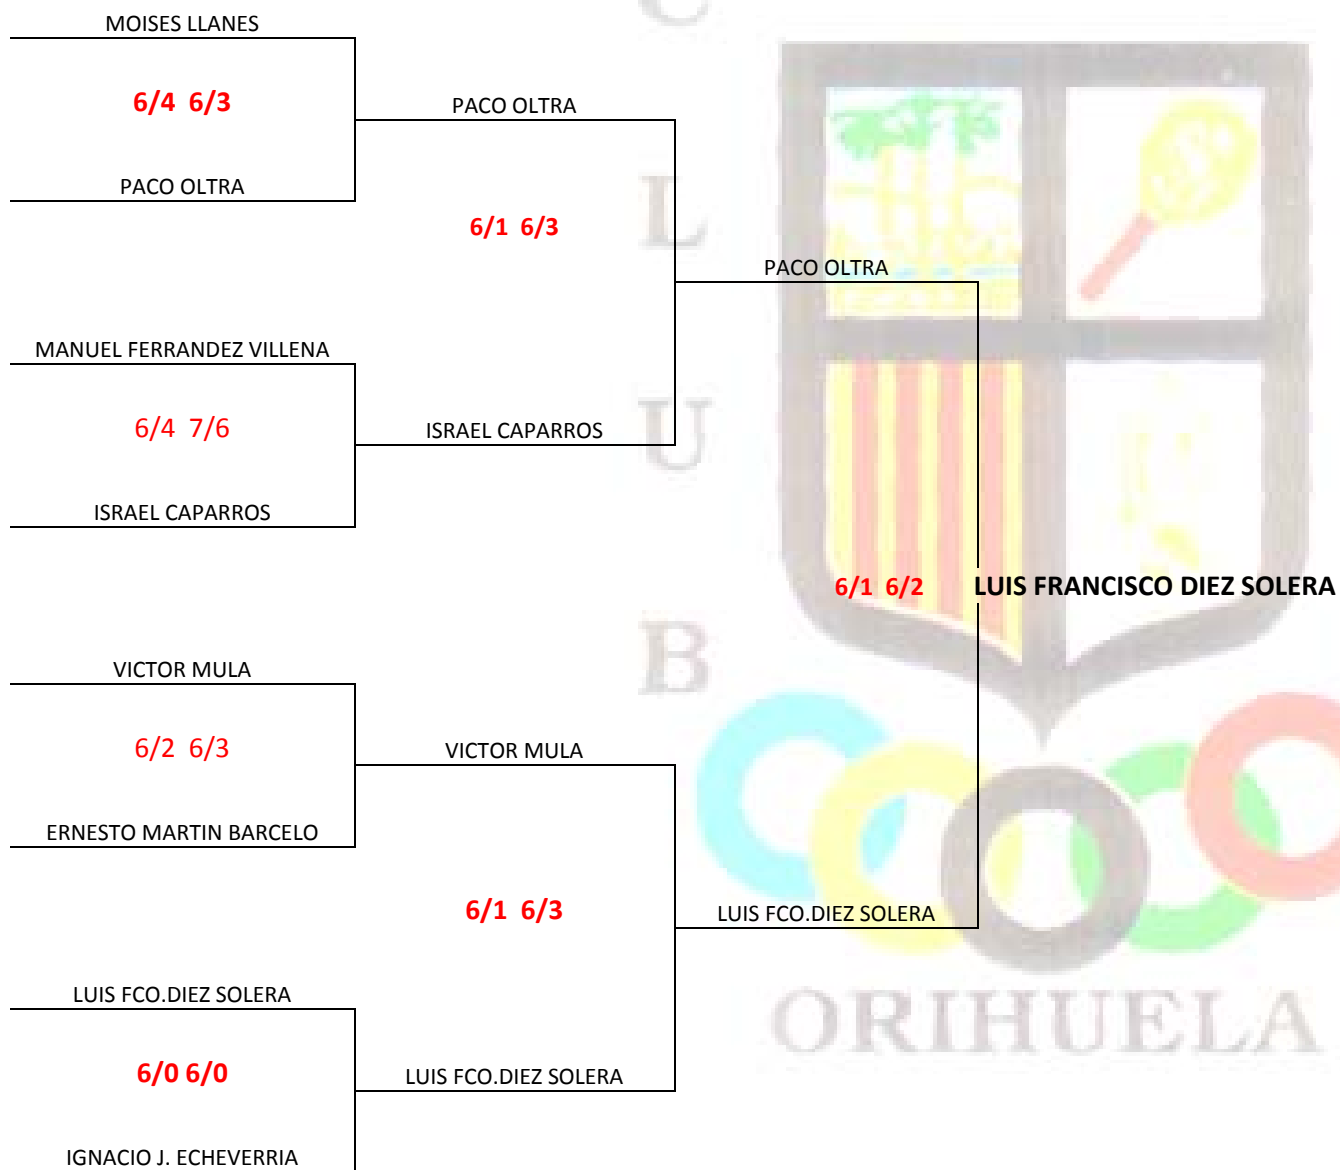 MOISES LLANES
6/4 6/3
PACO OLTRA
PACO OLTRA
6/1 6/3
MANUEL FERRANDEZ VILLENA
6/4 7/6
ISRAEL CAPARROS
ISRAEL CAPARROS
PACO OLTRA
6/1 6/2
LUIS FRANCISCO DIEZ SOLERA
VICTOR MULA
6/2 6/3
ERNESTO MARTIN BARCELO
VICTOR MULA
6/1 6/3
LUIS FCO.DIEZ SOLERA
LUIS FCO.DIEZ SOLERA
6/0 6/0
IGNACIO J. ECHEVERRIA
LUIS FCO.DIEZ SOLERA
CLUB
ORIHUELA